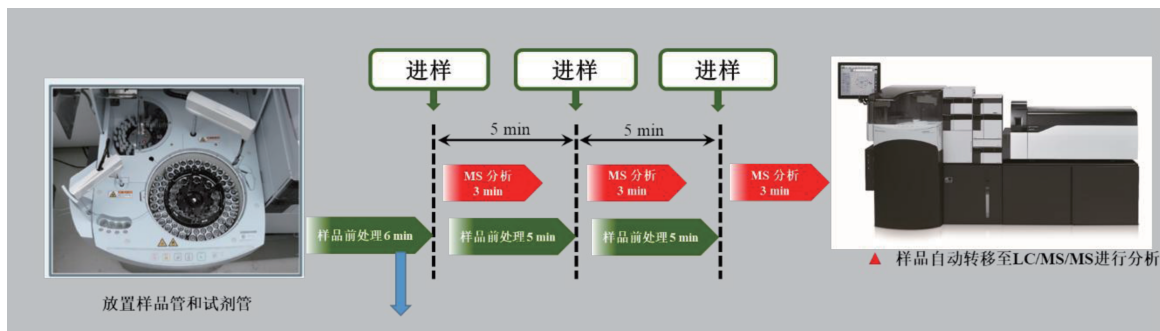 进样
进样
进样
5 min
5 min
MS 分析
3 min
MS 分析
3 min
MS 分析
3 min
样品前处理6 min
样品前处理5 min
样品前处理5 min
放置样品管和试剂管
▲ 样品自动转移至LC/MS/MS进行分析